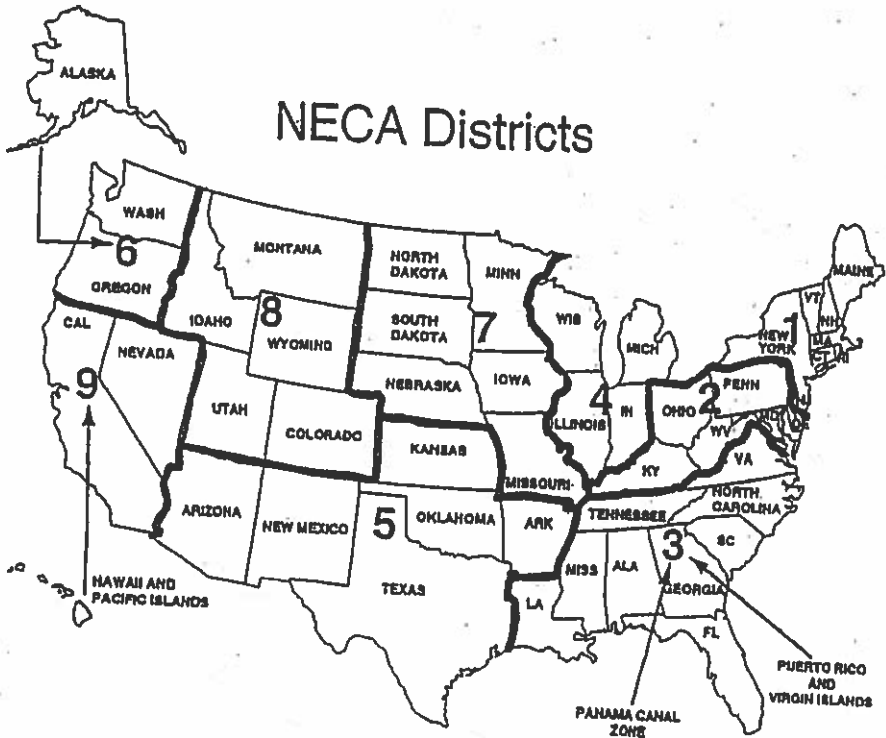 ALASKA
NECA Districts
WASH
6
OREGON
MONTANA
NORTH
DAKOTA
MINN
MAINE
VT
NH
CAL
IDAHO
8
WYOMING
SOUTH
DAKOTA
7
WIS
MICH
NEW
YORK
1
MA
CT
RI
NEVADA
9
UTAH
COLORADO
NEBRASKA
IOWA
4
ILLINOIS
IN
OHIO
2
PENN
WV
VA
KANSAS
MISSOURI
KY
ARIZONA
NEW MEXICO
5
OKLAHOMA
ARK
TENNESSEE
NORTH
CAROLINA
SC
HAWAII AND
PACIFIC ISLANDS
TEXAS
LA
MISS
ALA
3
GEORGIA
FL
PUERTO RICO
AND
VIRGIN ISLANDS
PANAMA CANAL
ZONE